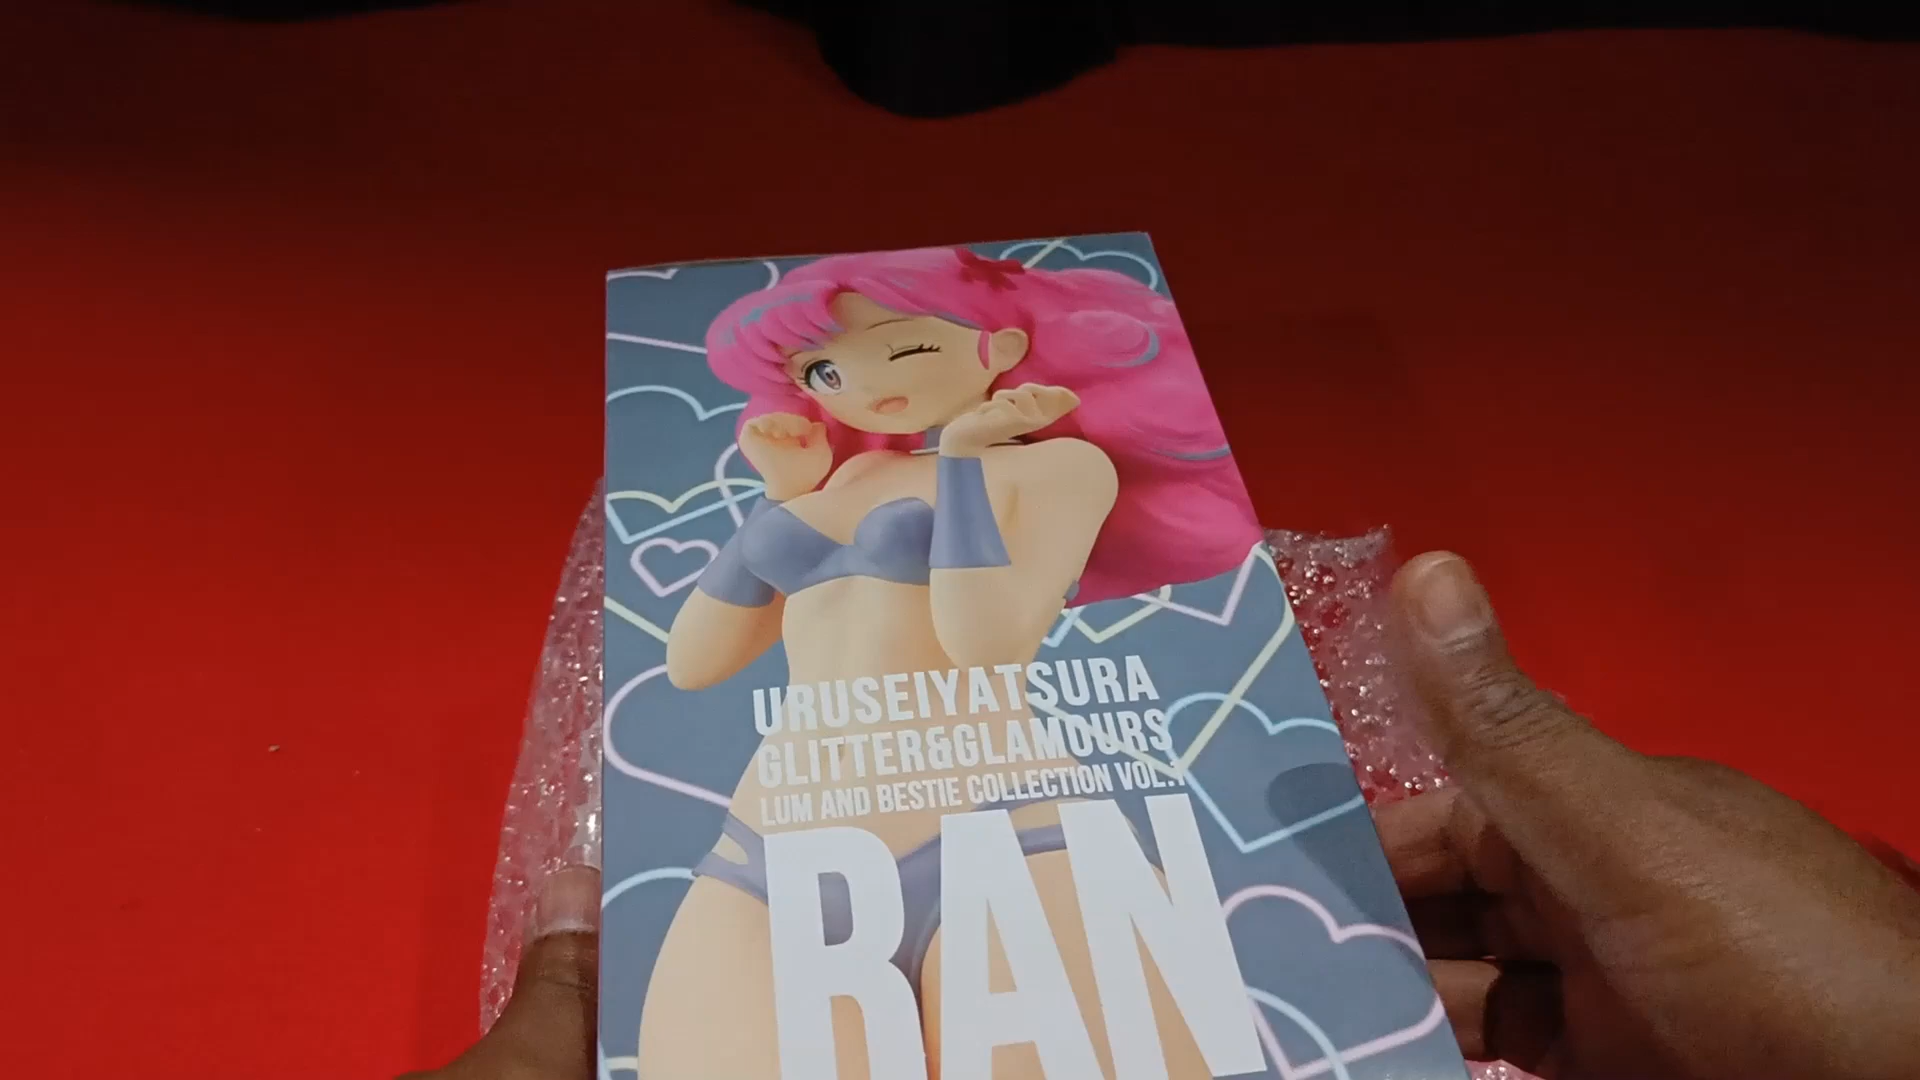 URUSEIYATSURA
GLITTER&GLAMOURS
LUM AND BESTIE COLLECTION VOL.1
RAN